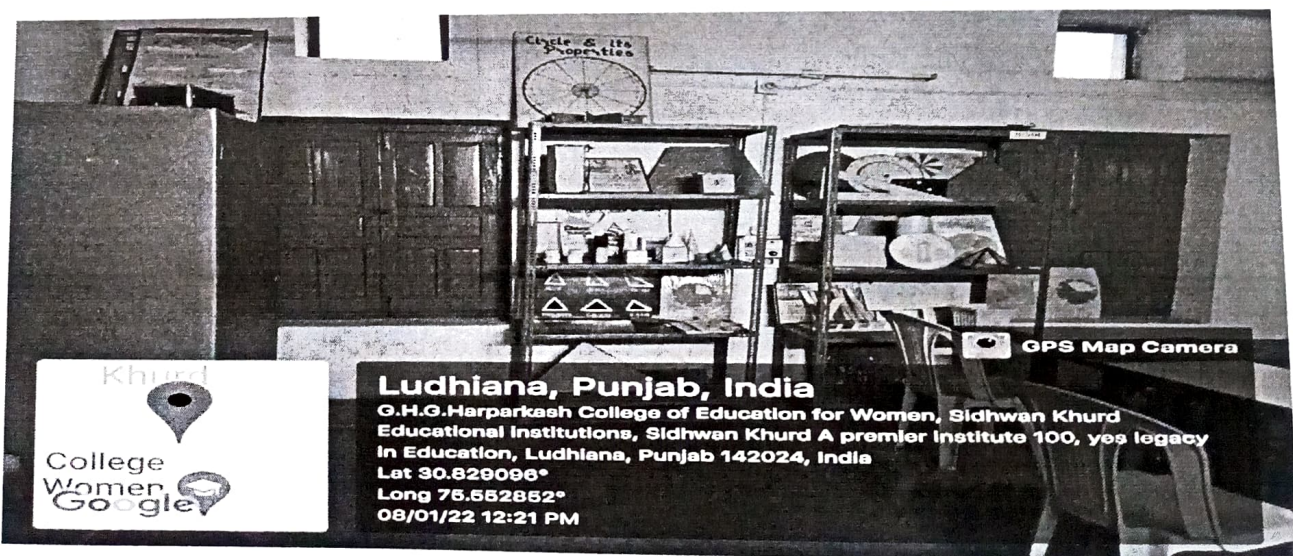 Circle & its
Properties
GPS Map Camera
Khurd
College
Women
Google
Ludhiana, Punjab, India
G.H.G.Harparkash College of Education for Women, Sidhwan Khurd
Educational Institutions, Sidhwan Khurd A premier Institute 100, yes legacy
in Education, Ludhiana, Punjab 142024, India
Lat 30.829096°
Long 75.552852°
08/01/22 12:21 PM